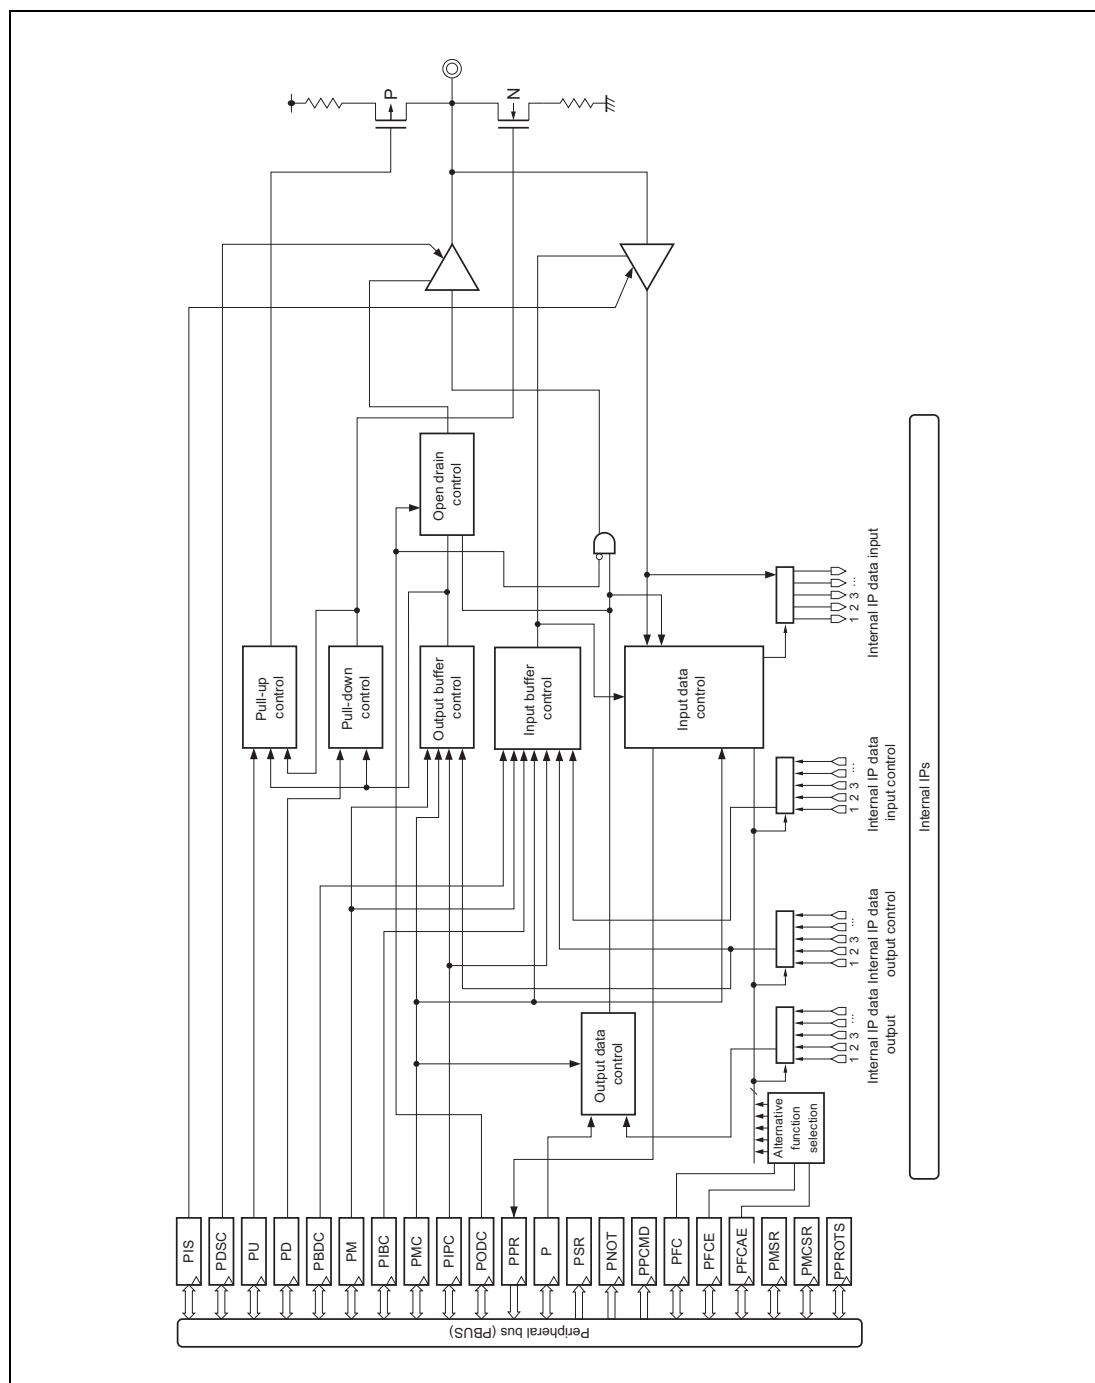 P
N
Open drain
control
Internal IP data input
1 2 3 ...
Pull-up
control
Pull-down
control
Output buffer
control
Input buffer
control
Input data
control
Internal IP data
input control
1 2 3 ...
Internal IPs
Internal IP data
output control
1 2 3 ...
Internal IP data
output
1 2 3 ...
Output data
control
Alternative
function
selection
PIS
PDSC
PU
PD
PBDC
PM
PIBC
PMC
PIPC
PODC
PPR
P
PSR
PNOT
PPCMD
PFC
PFCE
PFCAE
PMSR
PMCSR
PPROTS
Peripheral bus (PBUS)